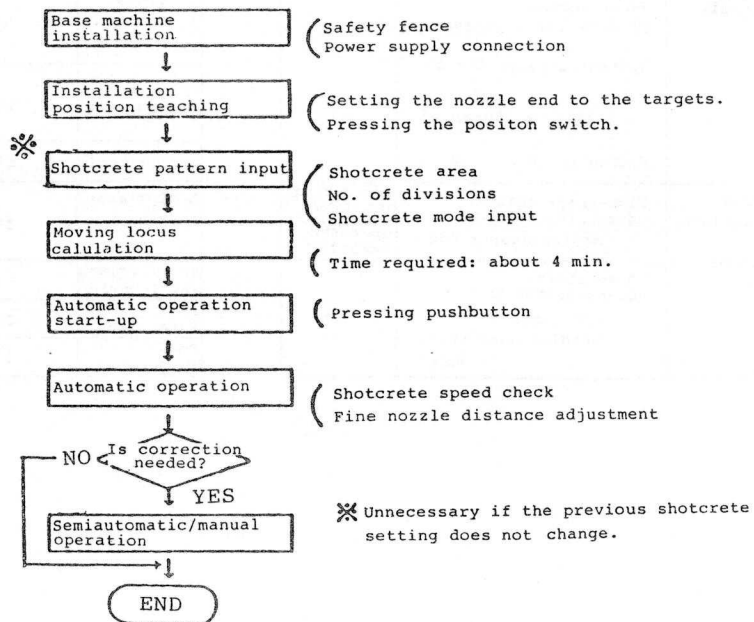 Base machine
installation
Safety fence
Power supply connection
Installation
position teaching
Setting the nozzle end to the targets.
Pressing the positon switch.
※
Shotcrete pattern input
Shotcrete area
No. of divisions
Shotcrete mode input
Moving locus
calulation
Time required: about 4 min.
Automatic operation
start-up
Pressing pushbutton
Automatic operation
Shotcrete speed check
Fine nozzle distance adjustment
Is correction
needed?
NO
YES
Semiautomatic/manual
operation
※ Unnecessary if the previous shotcrete
setting does not change.
END